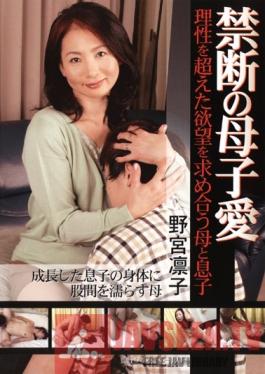 禁断の母子愛
理性を超えた欲望を求め合う母と息子
野宮凛子
成長した息子の身体に
股間を濡らす母